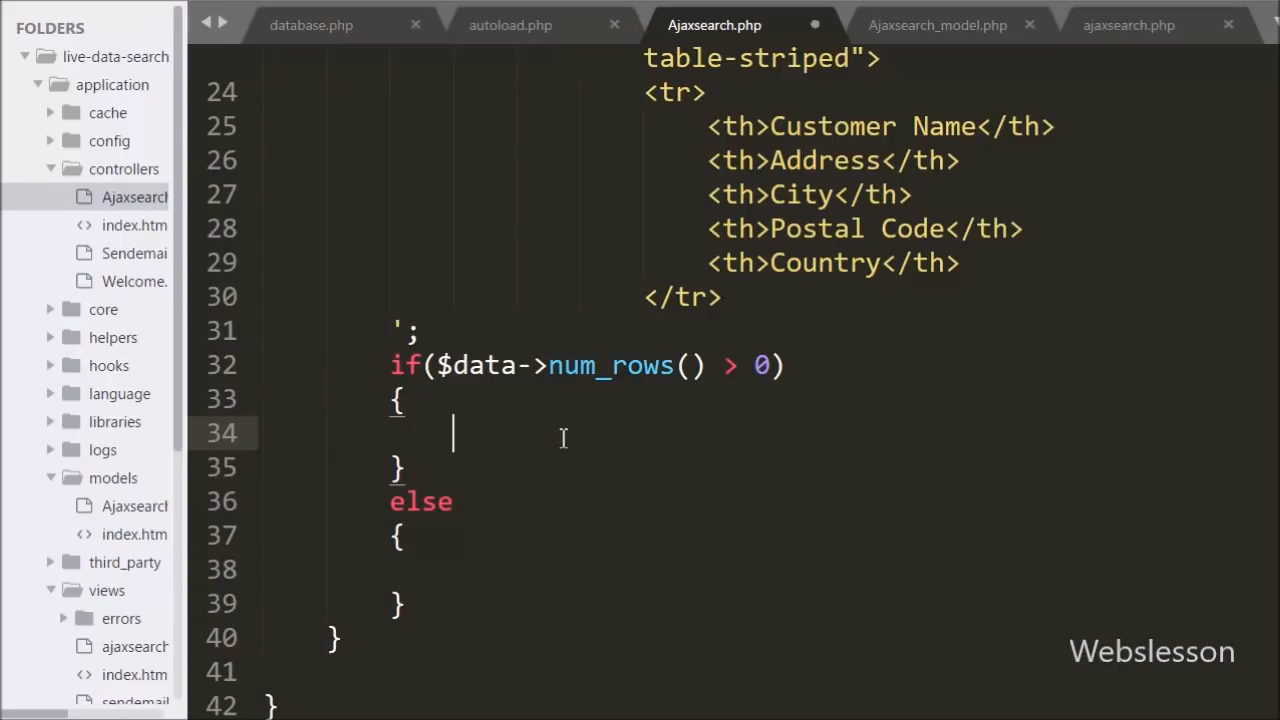 FOLDERS
live-data-search
application
cache
config
controllers
Ajaxsearch
index.htm
Sendemai
Welcome.
core
helpers
hooks
language
libraries
logs
models
Ajaxsearch
index.htm
third_party
views
errors
ajaxsearch
index.htm
sendemail
database.php
autoload.php
Ajaxsearch.php
Ajaxsearch_model.php
ajaxsearch.php
table-striped">
24 <tr>
25 <th>Customer Name</th>
26 <th>Address</th>
27 <th>City</th>
28 <th>Postal Code</th>
29 <th>Country</th>
30 </tr>
31 ';
32 if($data->num_rows() > 0)
33 {
34
35 }
36 else
37 {
38
39 }
40 }
41
42 }
Webslesson